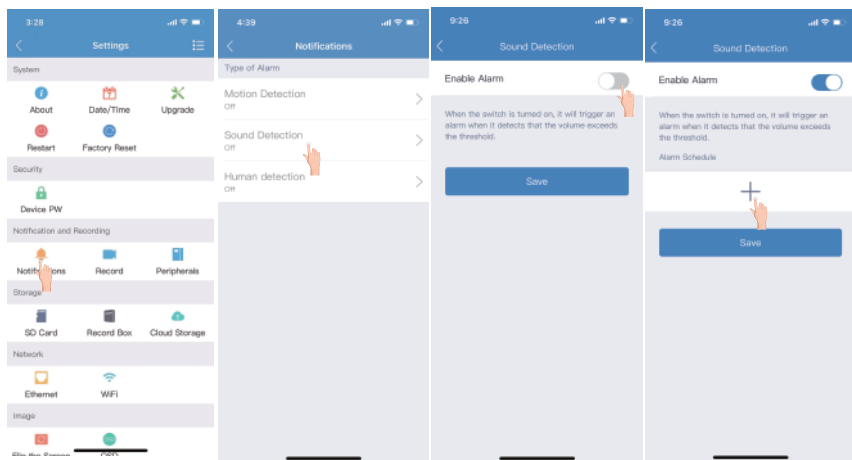 3:28
Settings
System
About
Date/Time
Upgrade
Restart
Factory Reset
Security
Device PW
Notification and Recording
Notifications
Record
Peripherals
Storage
SD Card
Record Box
Cloud Storage
Network
Ethernet
WiFi
Image
Flip the Screen
OSD
4:39
Notifications
Type of Alarm
Motion Detection
Off
Sound Detection
Off
Human detection
Off
9:26
Sound Detection
Enable Alarm
When the switch is turned on, it will trigger an
alarm when it detects that the volume exceeds
the threshold.
Save
9:26
Sound Detection
Enable Alarm
When the switch is turned on, it will trigger an
alarm when it detects that the volume exceeds
the threshold.
Alarm Schedule
Save